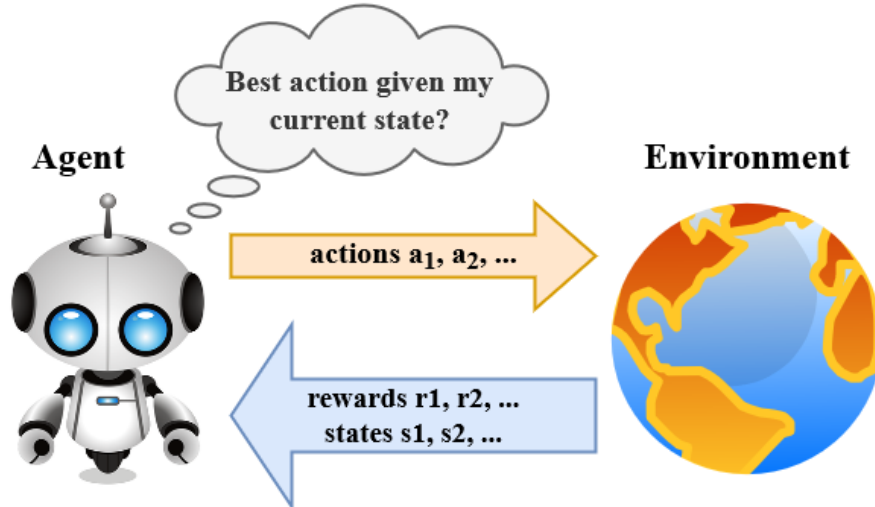 Best action given my
current state?
Agent
Environment
actions a₁, a₂, ...
rewards r1, r2, ...
states s1, s2, ...